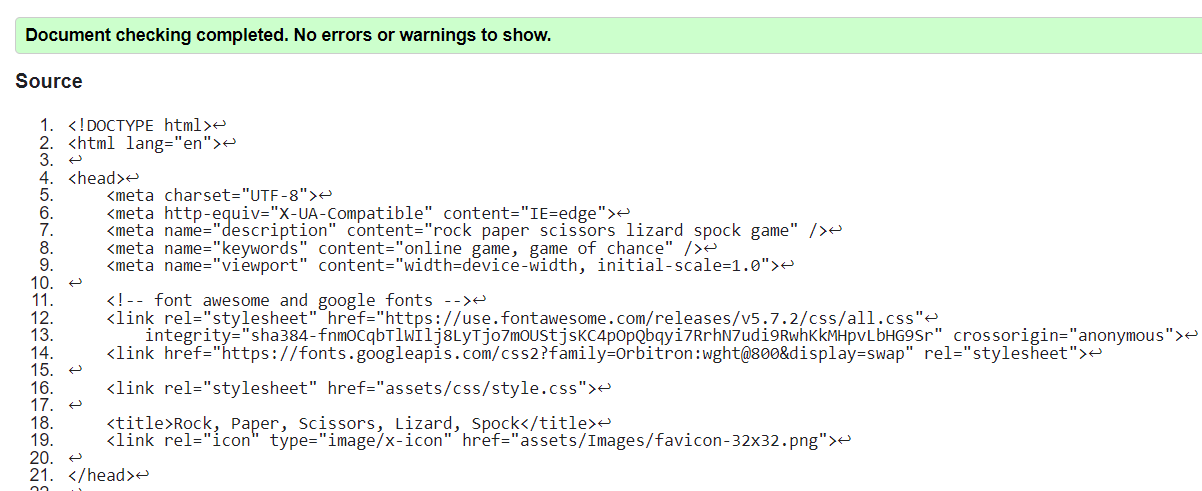 Document checking completed. No errors or warnings to show.
Source
1. <!DOCTYPE html>↩
2. <html lang="en">↩
3. ↩
4. <head>↩
5.     <meta charset="UTF-8">↩
6.     <meta http-equiv="X-UA-Compatible" content="IE=edge">↩
7.     <meta name="description" content="rock paper scissors lizard spock game" />↩
8.     <meta name="keywords" content="online game, game of chance" />↩
9.     <meta name="viewport" content="width=device-width, initial-scale=1.0">↩
10. ↩
11.     <!-- font awesome and google fonts -->↩
12.     <link rel="stylesheet" href="https://use.fontawesome.com/releases/v5.7.2/css/all.css"↩
13.         integrity="sha384-fnmOCqbTlWIlj8LyTjo7mOUStjsKC4pOpQbqyi7RrhN7udi9RwhKkMHpvLbHG9Sr" crossorigin="anonymous">↩
14.     <link href="https://fonts.googleapis.com/css2?family=Orbitron:wght@800&display=swap" rel="stylesheet">↩
15. ↩
16.     <link rel="stylesheet" href="assets/css/style.css">↩
17. ↩
18.     <title>Rock, Paper, Scissors, Lizard, Spock</title>↩
19.     <link rel="icon" type="image/x-icon" href="assets/Images/favicon-32x32.png">↩
20. ↩
21. </head>↩